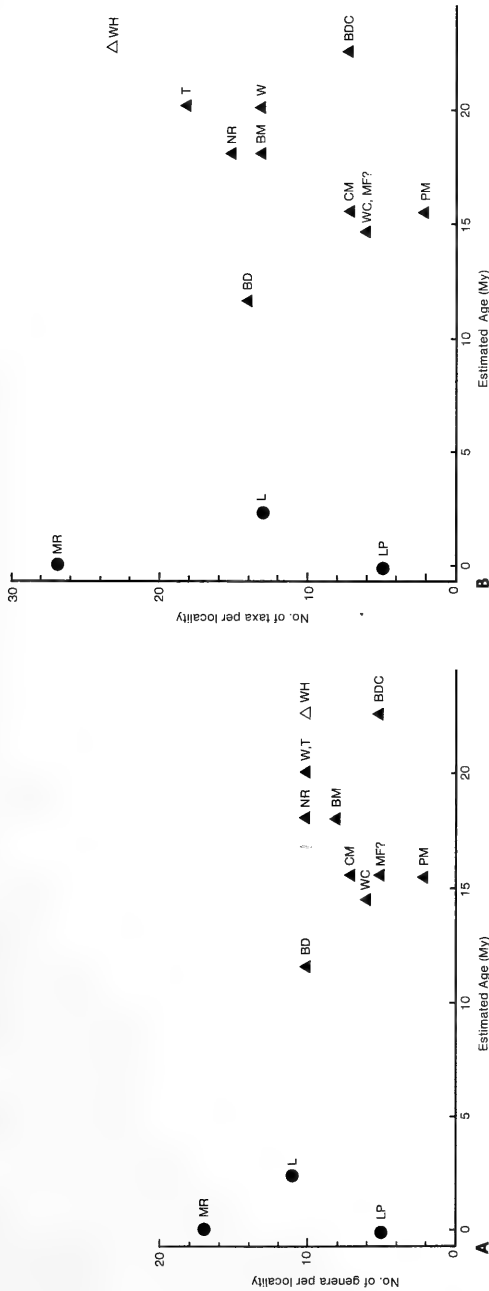 A
No. of genera per locality
20
10
0
MR
L
LP
BD
WC
CM
MF?
PM
NR
BM
W,T
WH
BDC
0
5
10
15
20
Estimated Age (My)
B
No. of taxa per locality
30
20
10
0
MR
L
LP
BD
CM
WC, MF?
PM
NR
BM
T
W
WH
BDC
0
5
10
15
20
Estimated Age (My)